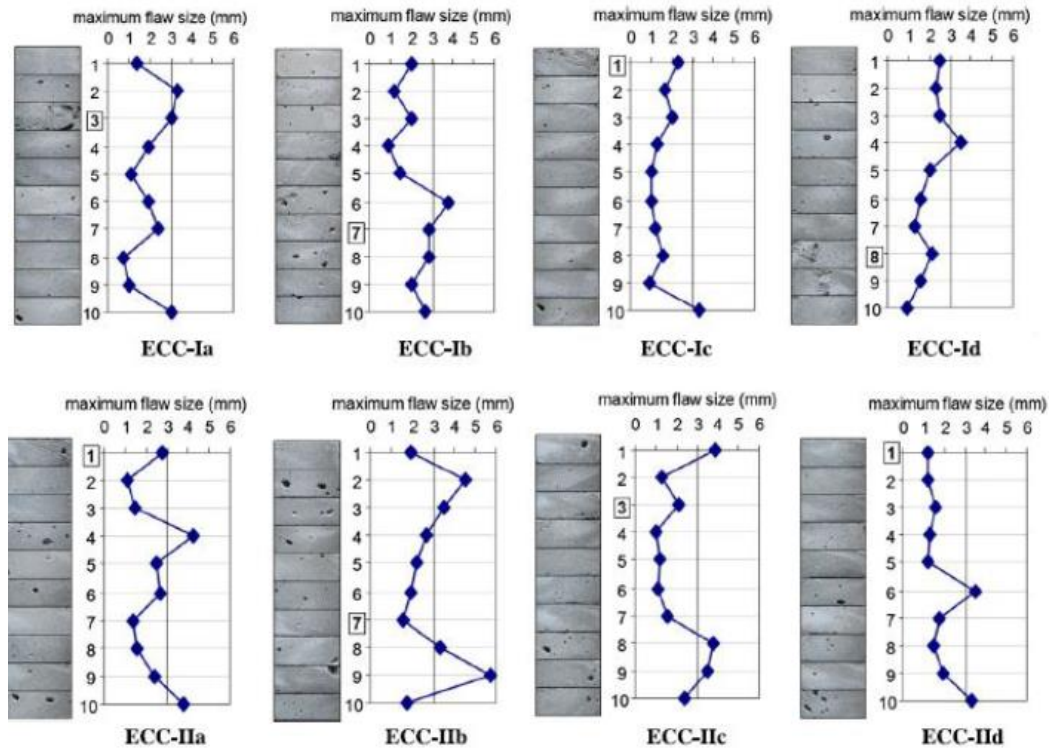 maximum flaw size (mm) maximum flaw size (mm) maximum flaw size (mm) maximum flaw size (mm)
0 1 2 3 4 5 6 0 1 2 3 4 5 6 0 1 2 3 4 5 6 0 1 2 3 4 5 6
1 1 1 1
2 2 2 2
3 3 3 3
4 4 4 4
5 5 5 5
6 6 6 6
7 7 7 7
8 8 8 8
9 9 9 9
10 10 10 10
ECC-Ia ECC-Ib ECC-Ic ECC-Id
maximum flaw size (mm) maximum flaw size (mm) maximum flaw size (mm) maximum flaw size (mm)
0 1 2 3 4 5 6 0 1 2 3 4 5 6 0 1 2 3 4 5 6 0 1 2 3 4 5 6
1 1 1 1
2 2 2 2
3 3 3 3
4 4 4 4
5 5 5 5
6 6 6 6
7 7 7 7
8 8 8 8
9 9 9 9
10 10 10 10
ECC-IIa ECC-IIb ECC-IIc ECC-IId